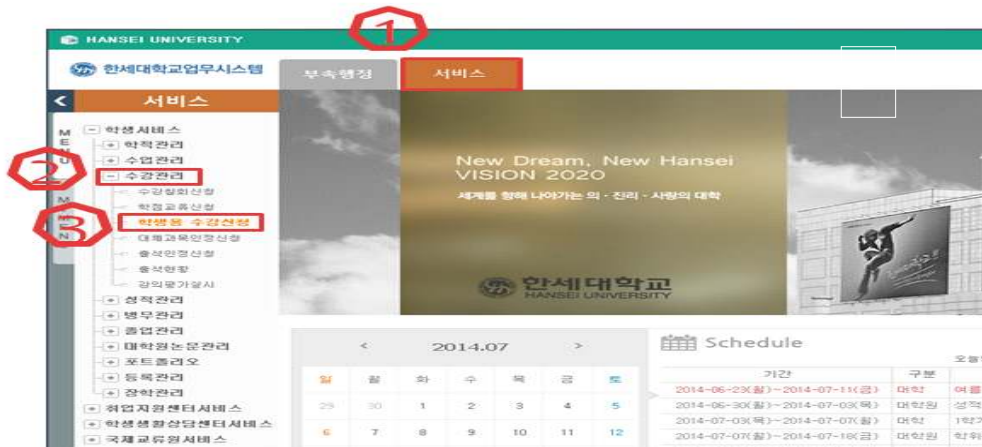 1
HANSEI UNIVERSITY
한세대학교업무시스템
부속행정
서비스
서비스
MENU
2
3
학생서비스
학적관리
수업관리
수강관리
수강철회신청
학점교류신청
학생용 수강신청
대체과목인정신청
출석인정신청
출석현황
강의평가실시
성적관리
병무관리
졸업관리
대학원논문관리
포트폴리오
등록관리
장학관리
취업지원센터서비스
학생생활상담센터서비스
국제교류원서비스
New Dream, New Hansei
VISION 2020
세계를 향해 나아가는 의 · 진리 · 사랑의 대학
한세대학교
HANSEI UNIVERSITY
< 2014.07 >
일 월 화 수 목 금 토
29 30 1 2 3 4 5
6 7 8 9 10 11 12
Schedule
기간 구분
2014-06-23(월)~2014-07-11(금) 대학 여름
2014-06-30(월)~2014-07-03(목) 대학원 성적
2014-07-03(목)~2014-07-07(월) 대학
2014-07-07(월)~2014-07-18(금) 대학원 학위